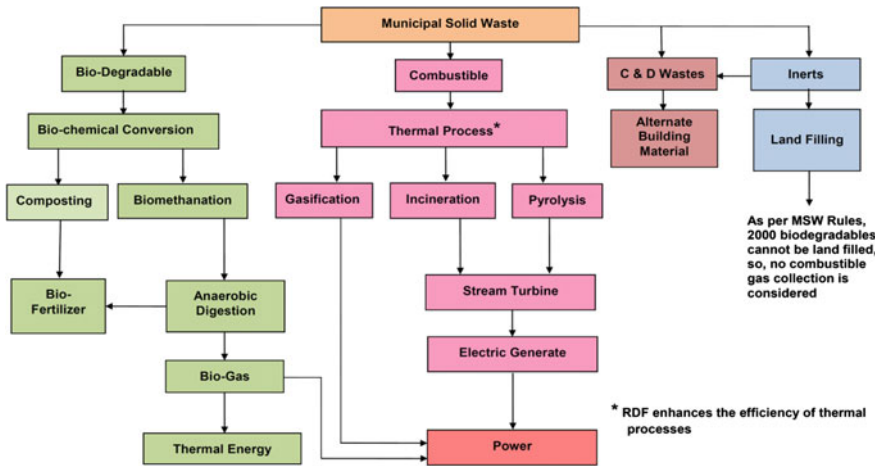 Municipal Solid Waste
Bio-Degradable
Combustible
C & D Wastes
Inerts
Bio-chemical Conversion
Thermal Process*
Alternate
Building
Material
Land Filling
Composting
Biomethanation
Gasification
Incineration
Pyrolysis
As per MSW Rules,
2000 biodegradables
cannot be land filled,
so, no combustible
gas collection is
considered
Bio-
Fertilizer
Anaerobic
Digestion
Stream Turbine
Electric Generate
Bio-Gas
* RDF enhances the efficiency of thermal
processes
Thermal Energy
Power